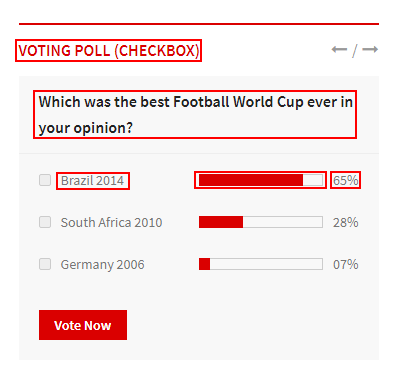 VOTING POLL (CHECKBOX)
/
Which was the best Football World Cup ever in
your opinion?
Brazil 2014 65%
South Africa 2010 28%
Germany 2006 07%
Vote Now